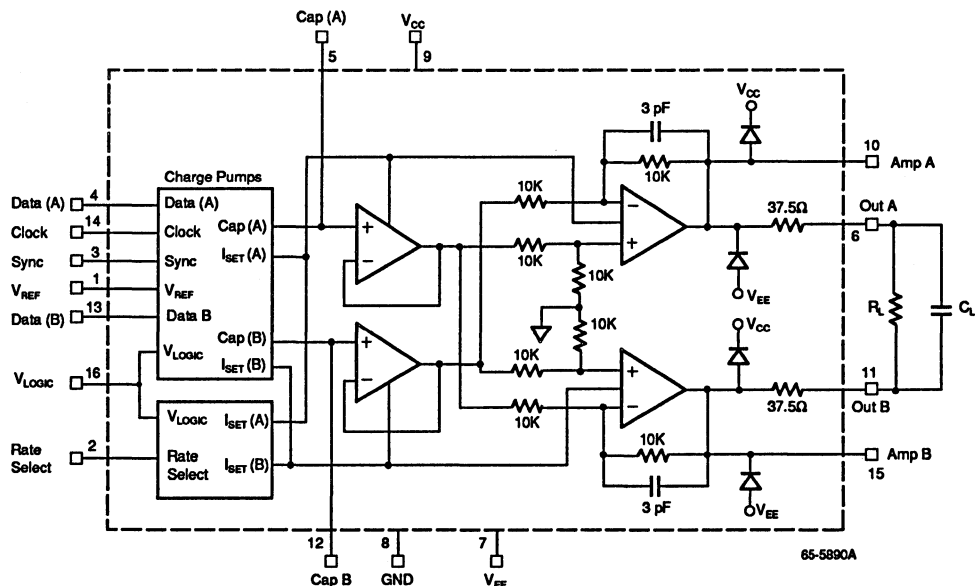 Cap (A)
5
VCC
9
VCC
3 pF
10
Amp A
10K
Charge Pumps
10K
Data (A)
4
Data (A)
Out A
37.5Ω
6
Clock
14
Clock
Cap (A)
Sync
3
Sync
ISET (A)
10K
10K
VEE
VREF
1
VREF
Data (B)
13
Data B
10K
VCC
RL
CL
Cap (B)
VLOGIC
ISET (B)
10K
VLOGIC
16
11
Out B
37.5Ω
VLOGIC
ISET (A)
10K
Rate
Select
2
Rate
Select
ISET (B)
10K
Amp B
15
3 pF
VEE
12
8
7
65-5890A
Cap B
GND
VEE